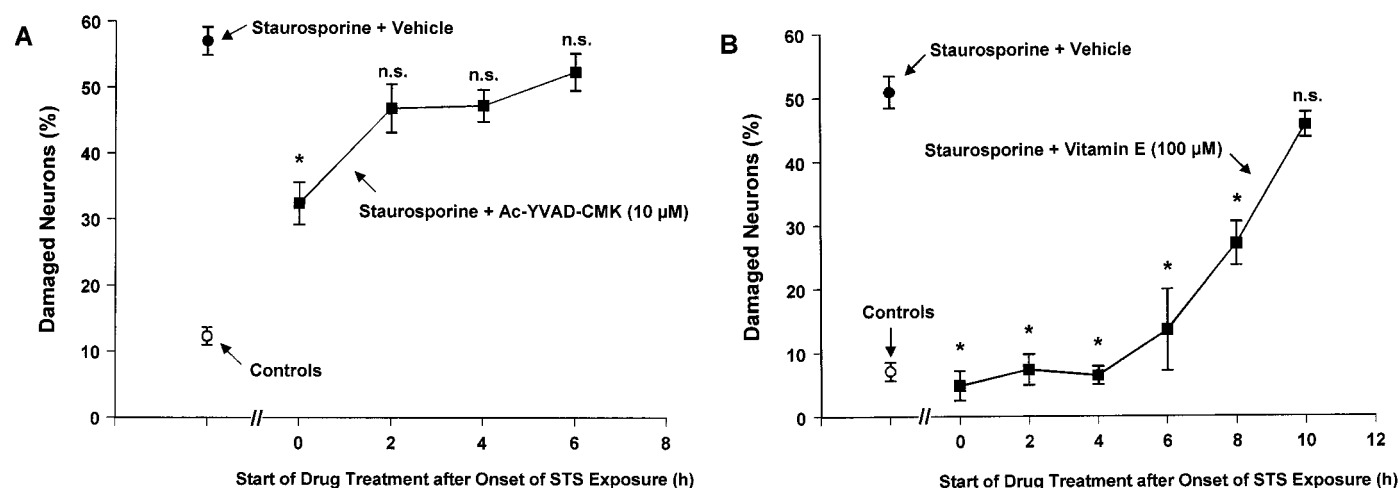 A
Damaged Neurons (%)
60
50
40
30
20
10
0
Staurosporine + Vehicle
n.s.
n.s.
n.s.
*
Staurosporine + Ac-YVAD-CMK (10 µM)
Controls
0 2 4 6 8
Start of Drug Treatment after Onset of STS Exposure (h)
B
Damaged Neurons (%)
60
50
40
30
20
10
0
Staurosporine + Vehicle
n.s.
Staurosporine + Vitamin E (100 µM)
*
*
Controls
* * *
0 2 4 6 8 10 12
Start of Drug Treatment after Onset of STS Exposure (h)